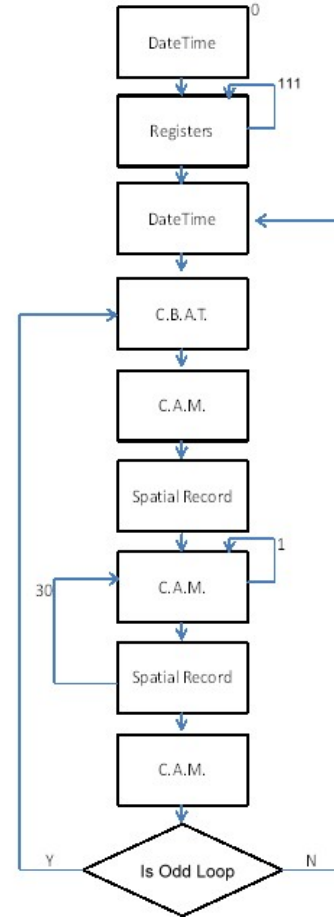 0
DateTime
111
Registers
DateTime
C.B.A.T.
C.A.M.
Spatial Record
1
C.A.M.
30
Spatial Record
C.A.M.
Y
Is Odd Loop
N